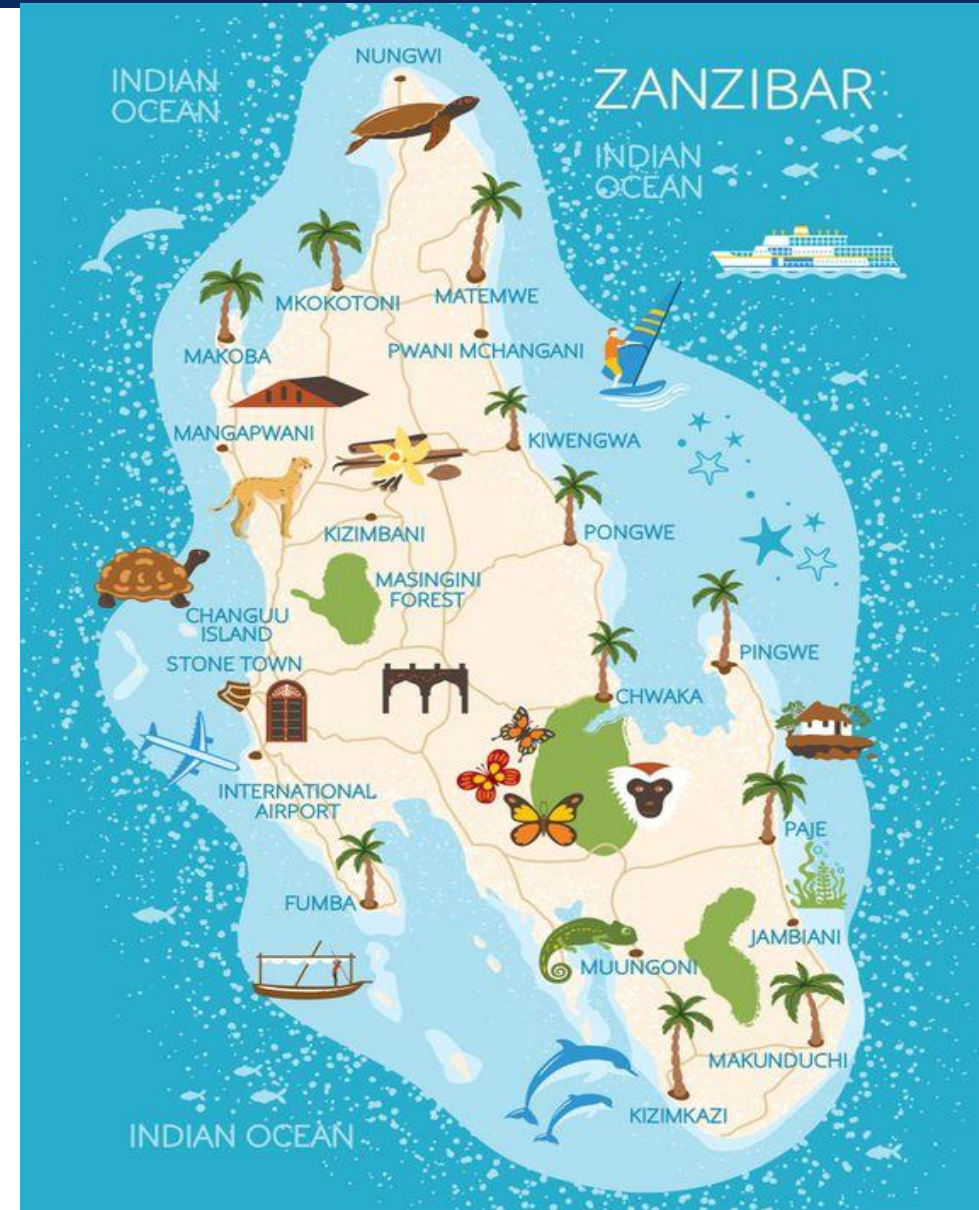 NUNGWI
INDIAN
OCEAN
ZANZIBAR
INDIAN
OCEAN
MKOKOTONI
MATEMWE
MAKOBA
PWANI MCHANGANI
MANGAPWANI
KIWENGWA
KIZIMBANI
PONGWE
MASINGINI
FOREST
CHANGUU
ISLAND
STONE TOWN
PINGWE
CHWAKA
INTERNATIONAL
AIRPORT
PAJE
FUMBA
JAMBIANI
MUUNGONI
MAKUNDUCHI
KIZIMKAZI
INDIAN OCEAN